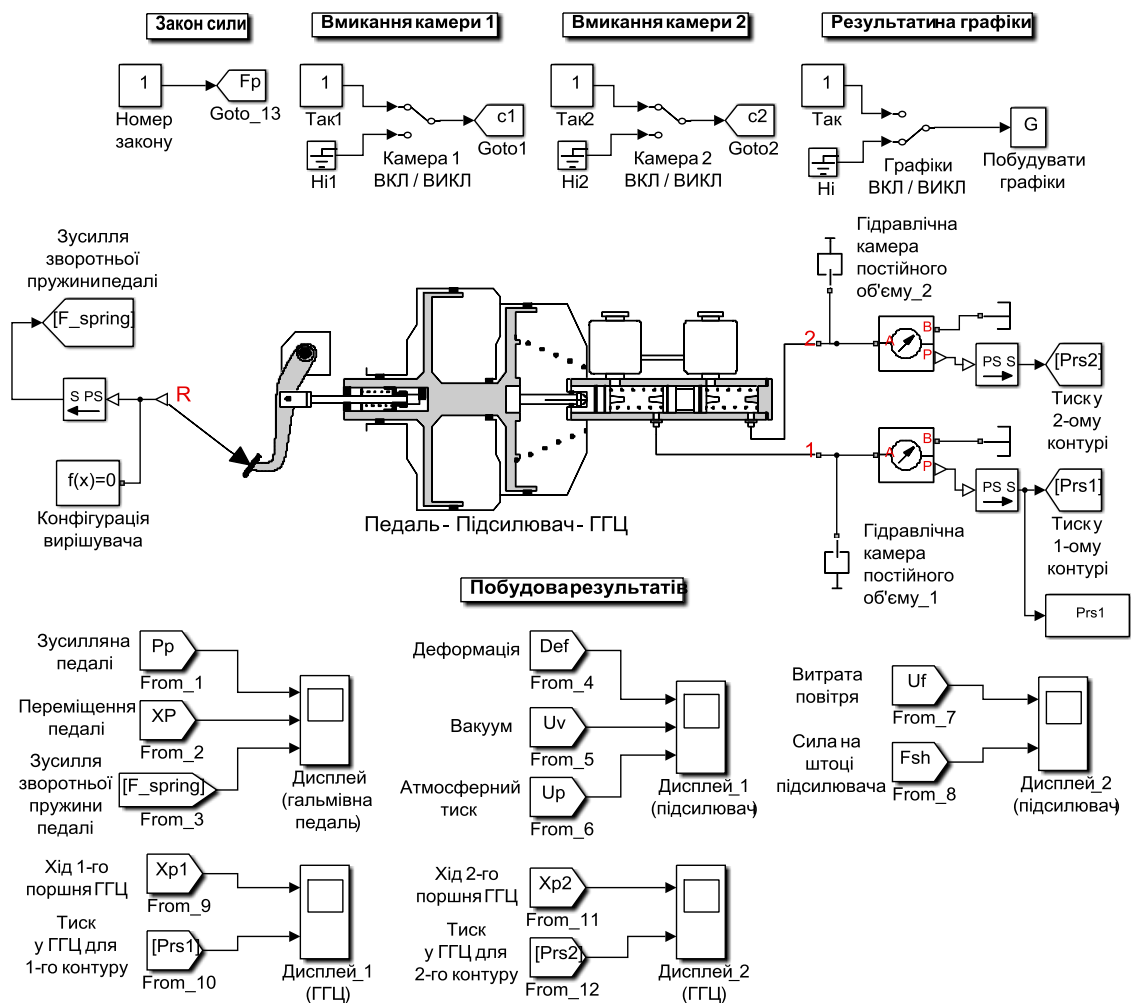 Закон сили
Вмикання камери 1
Вмикання камери 2
Результатина графіки
1
Номер
закону
Fp
Goto_13
1
Так1
Ні1
Камера 1
ВКЛ / ВИКЛ
c1
Goto1
1
Так2
Ні2
Камера 2
ВКЛ / ВИКЛ
c2
Goto2
1
Так
Ні
Графіки
ВКЛ / ВИКЛ
G
Побудувати
графіки
Зусилля
зворотньої
пружинипедалі
[F_spring]
S PS
R
f(x)=0
Конфігурація
вирішувача
Педаль - Підсилювач - ГГЦ
Гідравлічна
камера
постійного
об'єму_2
2
A
B
P
PS S
[Prs2]
Тиск у
2-ому
контурі
1
A
B
P
PS S
[Prs1]
Тиск у
1-ому
контурі
Гідравлічна
камера
постійного
об'єму_1
Prs1
Побудоварезультатів
Зусилляна
педалі
Pp
From_1
Переміщення
педалі
XP
From_2
Зусилля
зворотньої
пружини
педалі
[F_spring]
From_3
Дисплей
(гальмівна
педаль)
Деформація
Def
From_4
Вакуум
Uv
From_5
Атмосферний
тиск
Up
From_6
Дисплей_1
(підсилювач)
Витрата
повітря
Uf
From_7
Сила на
штоці
підсилювача
Fsh
From_8
Дисплей_2
(підсилювач)
Хід 1-го
поршня ГГЦ
Xp1
From_9
Тиск
у ГГЦ для
1-го контуру
[Prs1]
From_10
Дисплей_1
(ГГЦ)
Хід 2-го
поршня ГГЦ
Xp2
From_11
Тиск
у ГГЦ для
2-го контуру
[Prs2]
From_12
Дисплей_2
(ГГЦ)